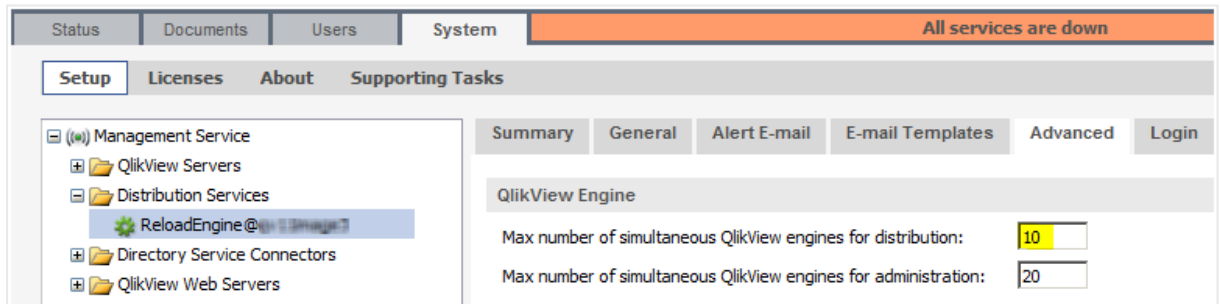 Status Documents Users System All services are down
Setup Licenses About Supporting Tasks
Management Service
QlikView Servers
Distribution Services
ReloadEngine@
Directory Service Connectors
QlikView Web Servers
Summary General Alert E-mail E-mail Templates Advanced Login
QlikView Engine
Max number of simultaneous QlikView engines for distribution: 10
Max number of simultaneous QlikView engines for administration: 20